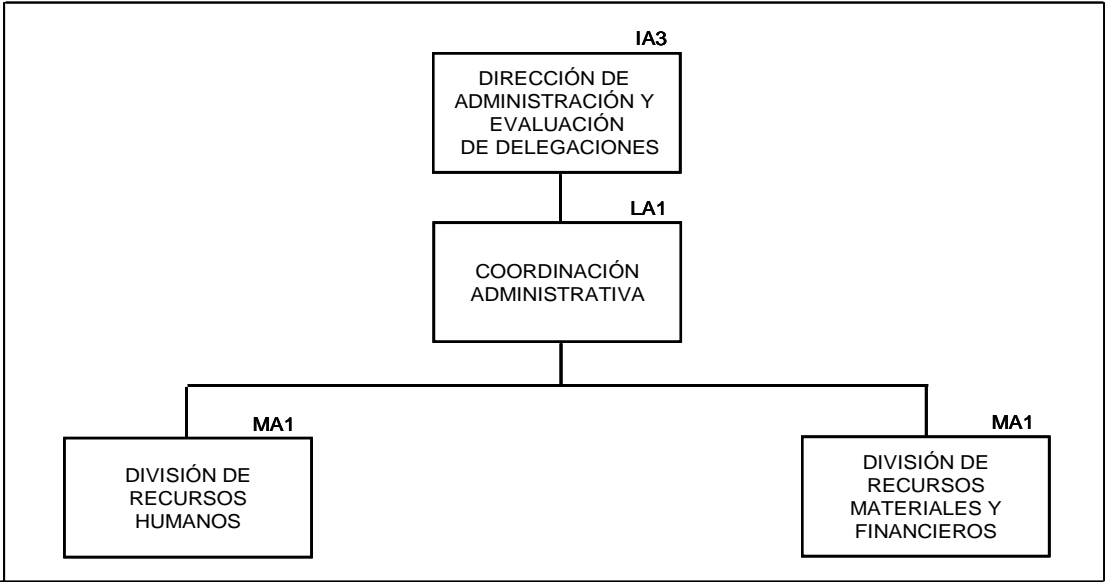 IA3
DIRECCIÓN DE
ADMINISTRACIÓN Y
EVALUACIÓN
DE DELEGACIONES
LA1
COORDINACIÓN
ADMINISTRATIVA
MA1
DIVISIÓN DE
RECURSOS
HUMANOS
MA1
DIVISIÓN DE
RECURSOS
MATERIALES Y
FINANCIEROS